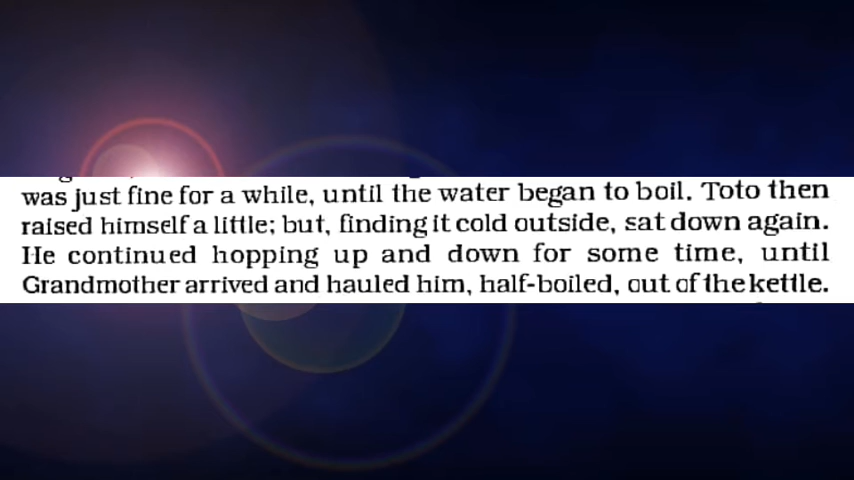 was just fine for a while, until the water began to boil. Toto then
raised himself a little; but, finding it cold outside, sat down again.
He continued hopping up and down for some time, until
Grandmother arrived and hauled him, half-boiled, out of the kettle.